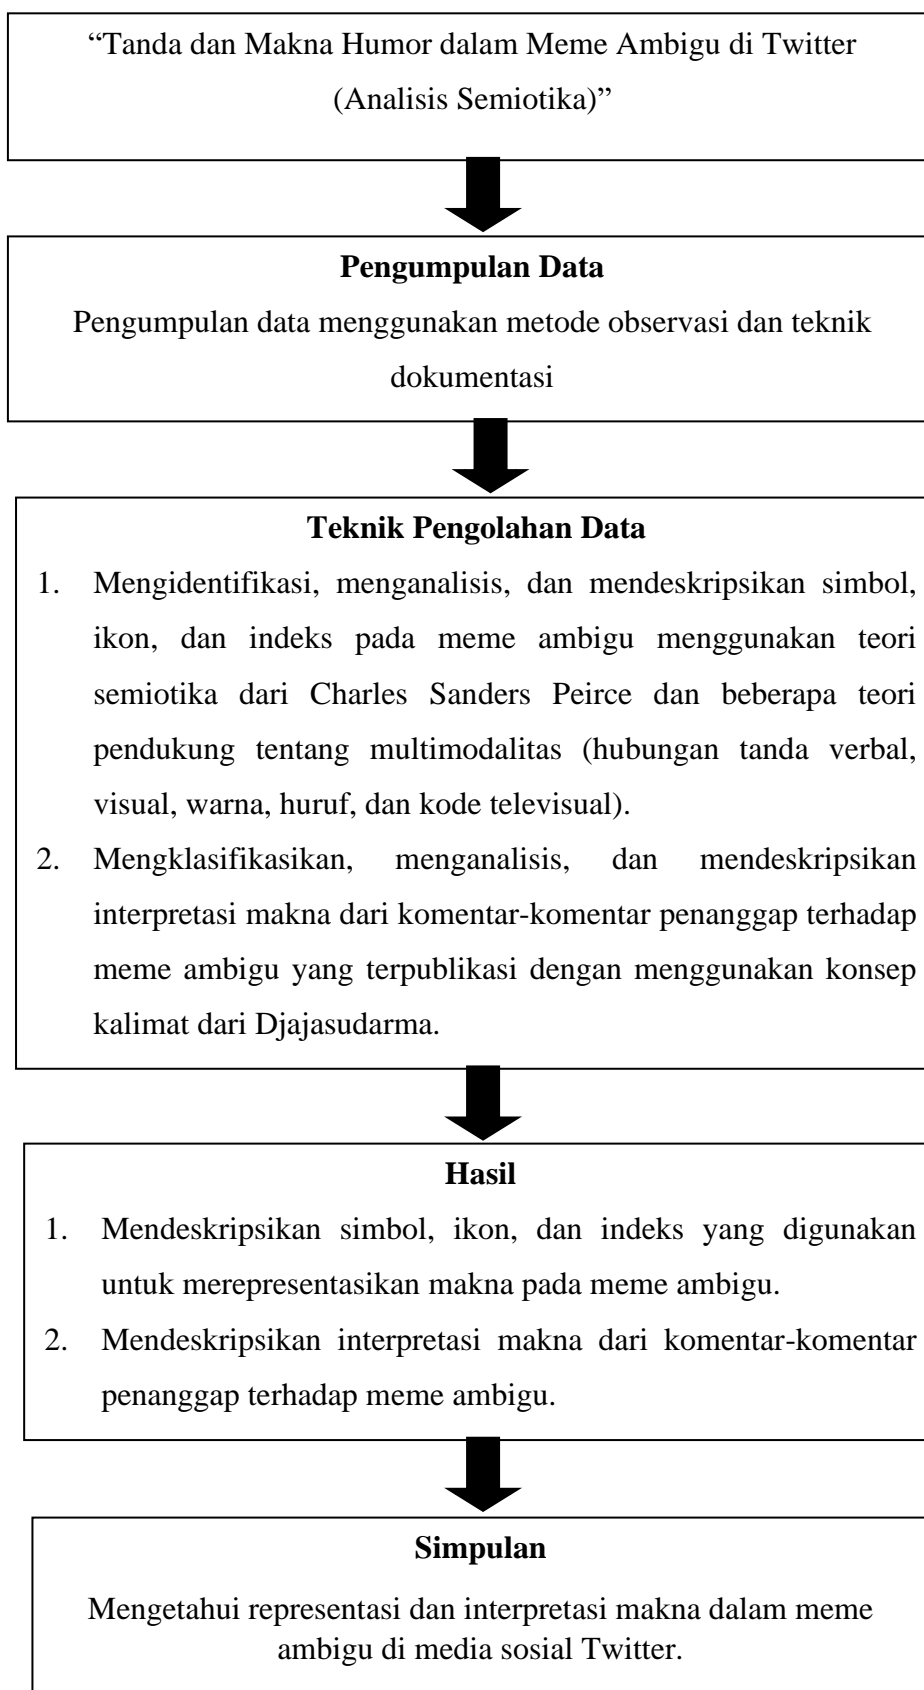 “Tanda dan Makna Humor dalam Meme Ambigu di Twitter
(Analisis Semiotika)”
Pengumpulan Data
Pengumpulan data menggunakan metode observasi dan teknik
dokumentasi
Teknik Pengolahan Data
1. Mengidentifikasi, menganalisis, dan mendeskripsikan simbol,
ikon, dan indeks pada meme ambigu menggunakan teori
semiotika dari Charles Sanders Peirce dan beberapa teori
pendukung tentang multimodalitas (hubungan tanda verbal,
visual, warna, huruf, dan kode televisual).
2. Mengklasifikasikan, menganalisis, dan mendeskripsikan
interpretasi makna dari komentar-komentar penanggap terhadap
meme ambigu yang terpublikasi dengan menggunakan konsep
kalimat dari Djajasudarma.
Hasil
1. Mendeskripsikan simbol, ikon, dan indeks yang digunakan
untuk merepresentasikan makna pada meme ambigu.
2. Mendeskripsikan interpretasi makna dari komentar-komentar
penanggap terhadap meme ambigu.
Simpulan
Mengetahui representasi dan interpretasi makna dalam meme
ambigu di media sosial Twitter.